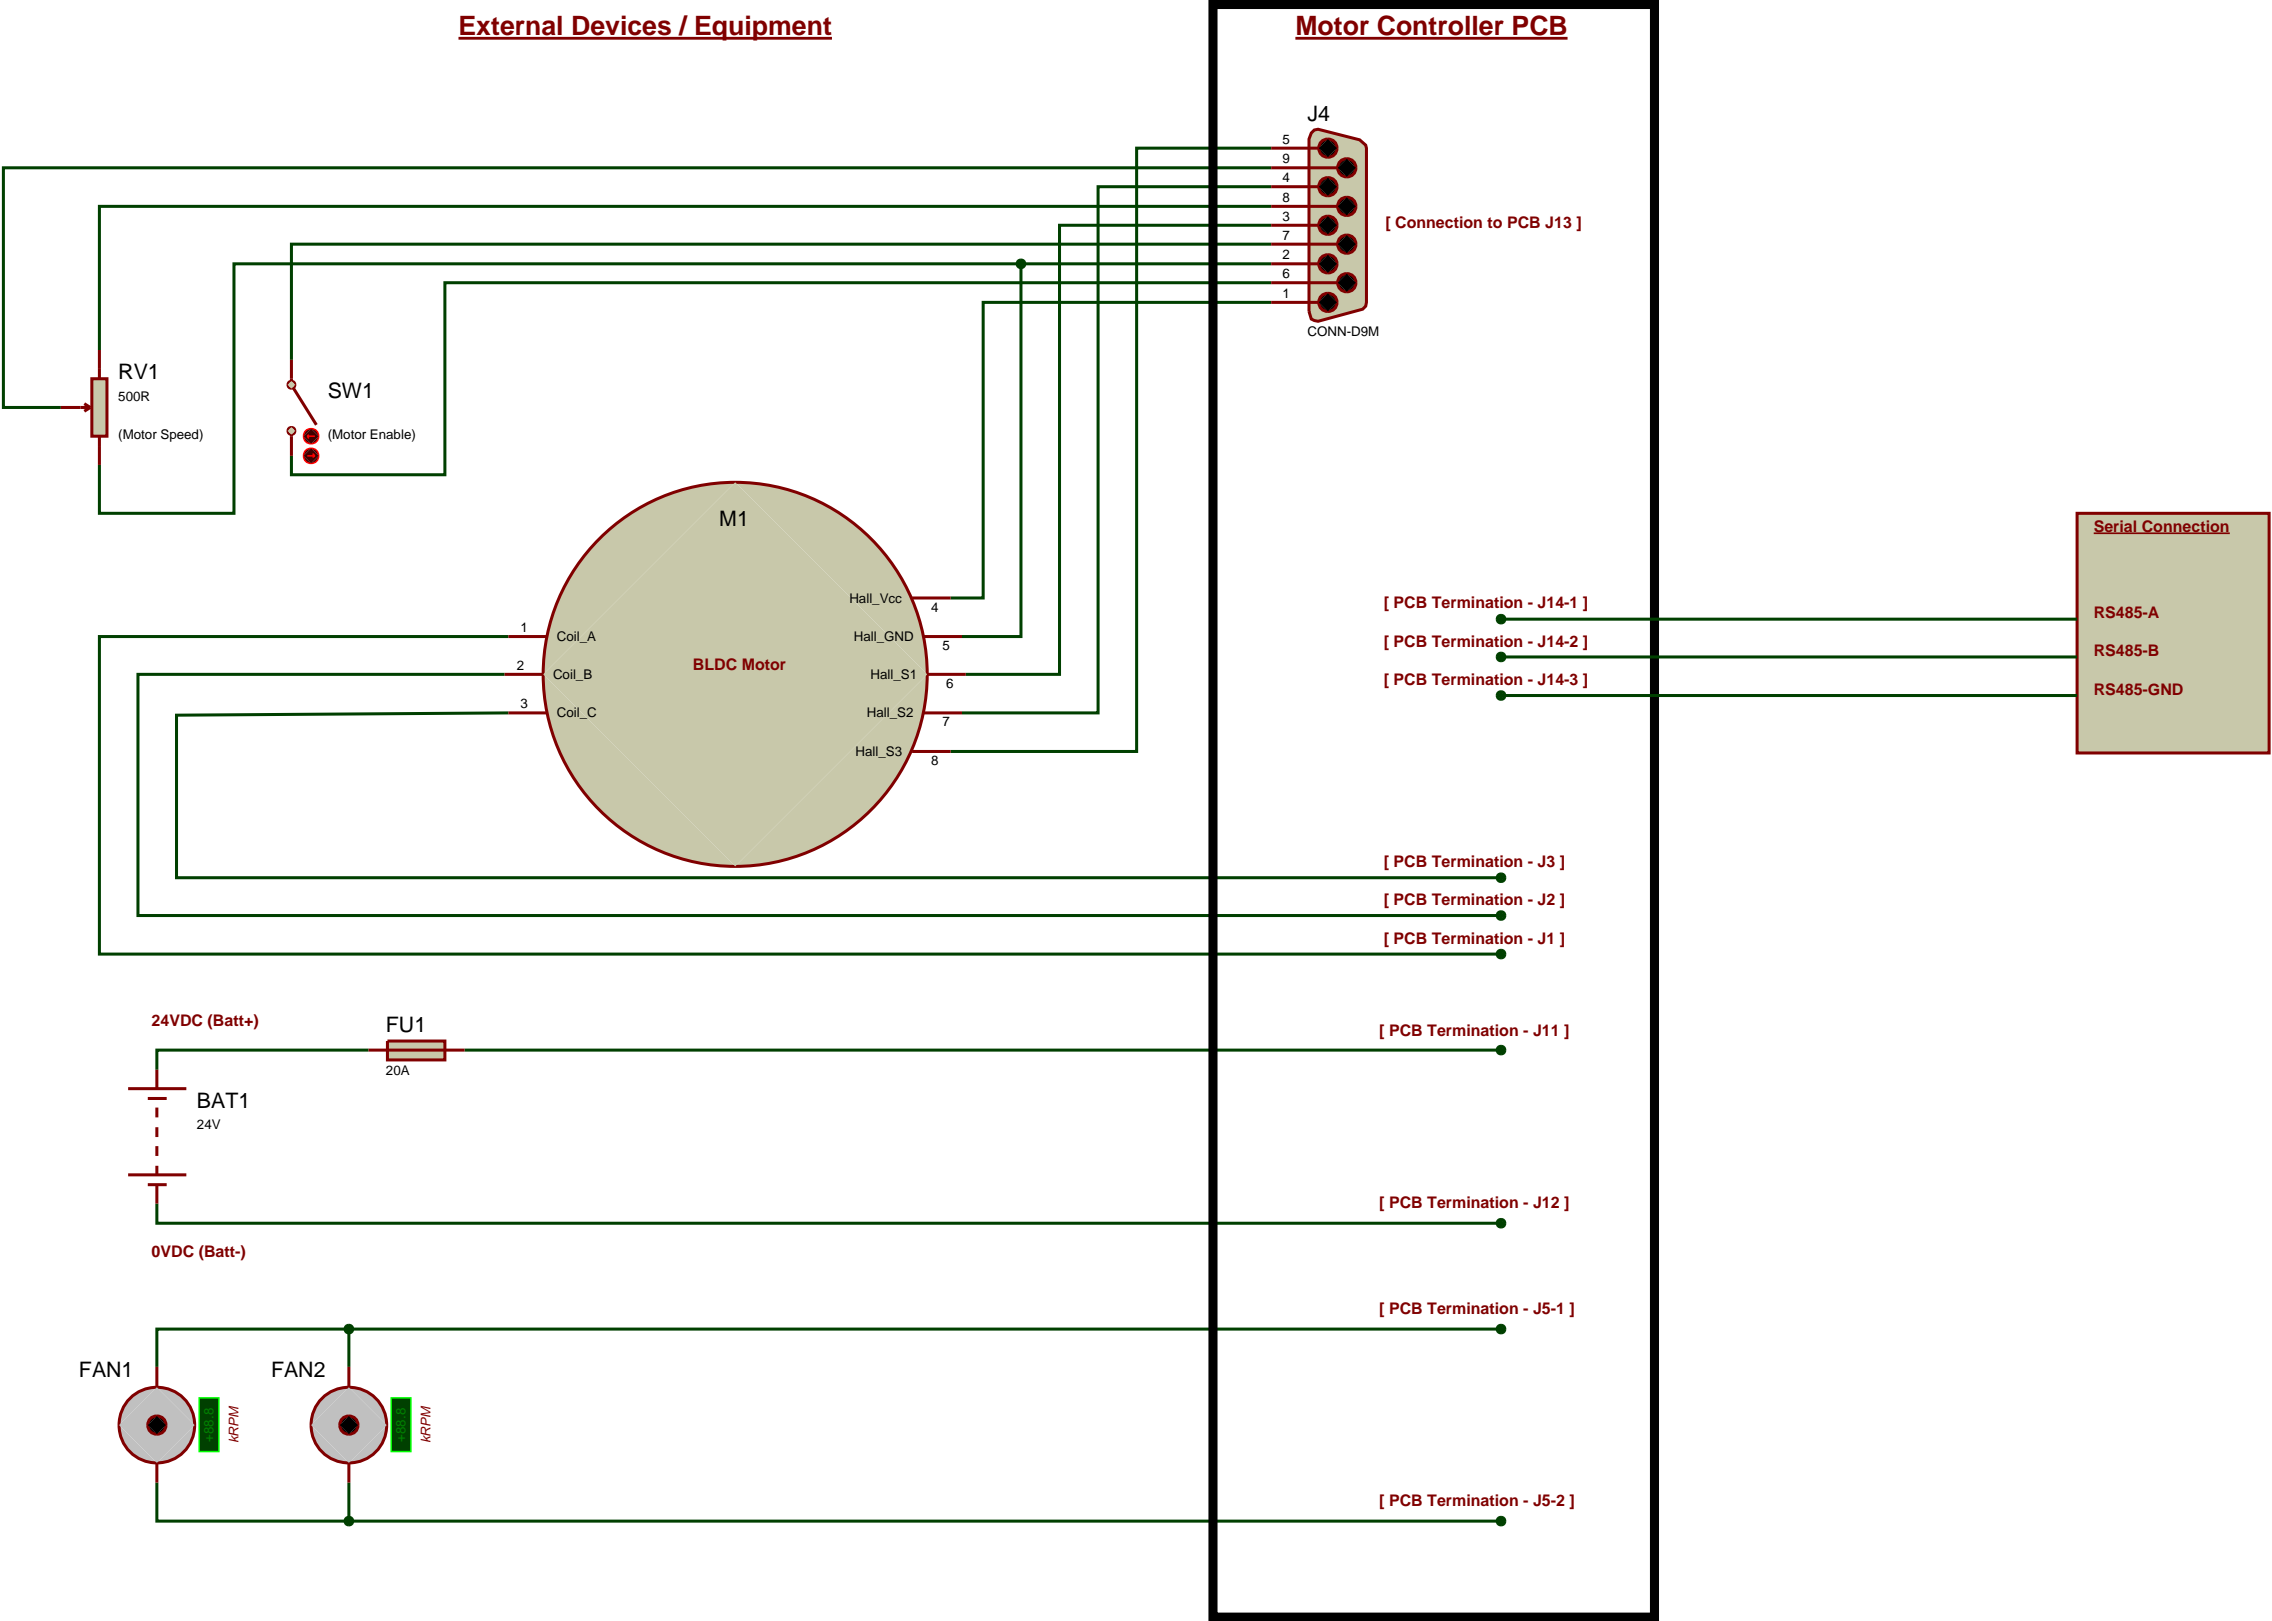 External Devices / Equipment
Motor Controller PCB
J4
5
9
4
8
3
7
2
6
1
[ Connection to PCB J13 ]
CONN-D9M
RV1
500R
(Motor Speed)
SW1
(Motor Enable)
M1
BLDC Motor
1
Coil_A
2
Coil_B
3
Coil_C
Hall_Vcc
4
Hall_GND
5
Hall_S1
6
Hall_S2
7
Hall_S3
8
Serial Connection
RS485-A
RS485-B
RS485-GND
[ PCB Termination - J14-1 ]
[ PCB Termination - J14-2 ]
[ PCB Termination - J14-3 ]
[ PCB Termination - J3 ]
[ PCB Termination - J2 ]
[ PCB Termination - J1 ]
24VDC (Batt+)
FU1
20A
[ PCB Termination - J11 ]
BAT1
24V
[ PCB Termination - J12 ]
0VDC (Batt-)
[ PCB Termination - J5-1 ]
FAN1
+88.8
kRPM
FAN2
+88.8
kRPM
[ PCB Termination - J5-2 ]